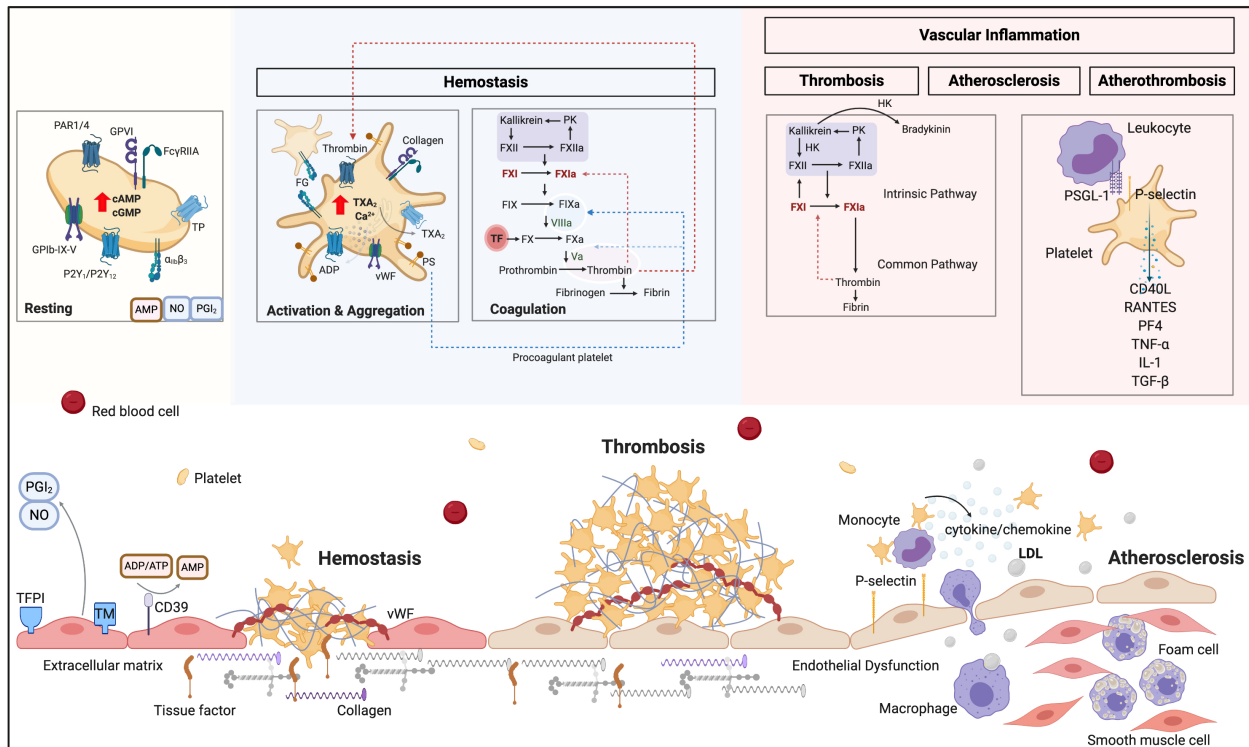 Vascular Inflammation
Hemostasis
Thrombosis
Atherosclerosis
Atherothrombosis
PAR1/4
GPVI
FcγRIIA
cAMP
cGMP
TP
GPIb-IX-V
P2Y₁/P2Y₁₂
αIIbβ₃
Resting
AMP
NO
PGI₂
Thrombin
Collagen
FG
TXA₂
Ca²⁺
TXA₂
ADP
vWF
PS
Activation & Aggregation
Kallikrein
PK
FXII
FXIIa
FXI
FXIa
FIX
FIXa
VIIIa
TF
FX
FXa
Va
Prothrombin
Thrombin
Fibrinogen
Fibrin
Coagulation
Procoagulant platelet
HK
Kallikrein
PK
Bradykinin
HK
FXII
FXIIa
Intrinsic Pathway
FXI
FXIa
Common Pathway
Thrombin
Fibrin
Leukocyte
PSGL-1
P-selectin
Platelet
CD40L
RANTES
PF4
TNF-α
IL-1
TGF-β
Red blood cell
Platelet
PGI₂
NO
Hemostasis
Thrombosis
Atherosclerosis
ADP/ATP
AMP
TFPI
TM
CD39
vWF
Monocyte
cytokine/chemokine
LDL
P-selectin
Extracellular matrix
Tissue factor
Collagen
Endothelial Dysfunction
Macrophage
Foam cell
Smooth muscle cell